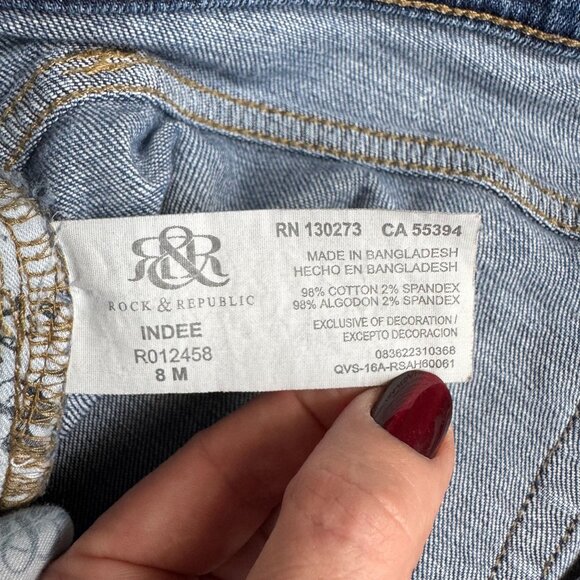 R&R
ROCK & REPUBLIC
INDEE
R012458
8 M
RN 130273 CA 55394
MADE IN BANGLADESH
HECHO EN BANGLADESH
98% COTTON 2% SPANDEX
98% ALGODON 2% SPANDEX
EXCLUSIVE OF DECORATION /
EXCEPTO DECORACION
083622310368
QVS-16A-RSAH60061